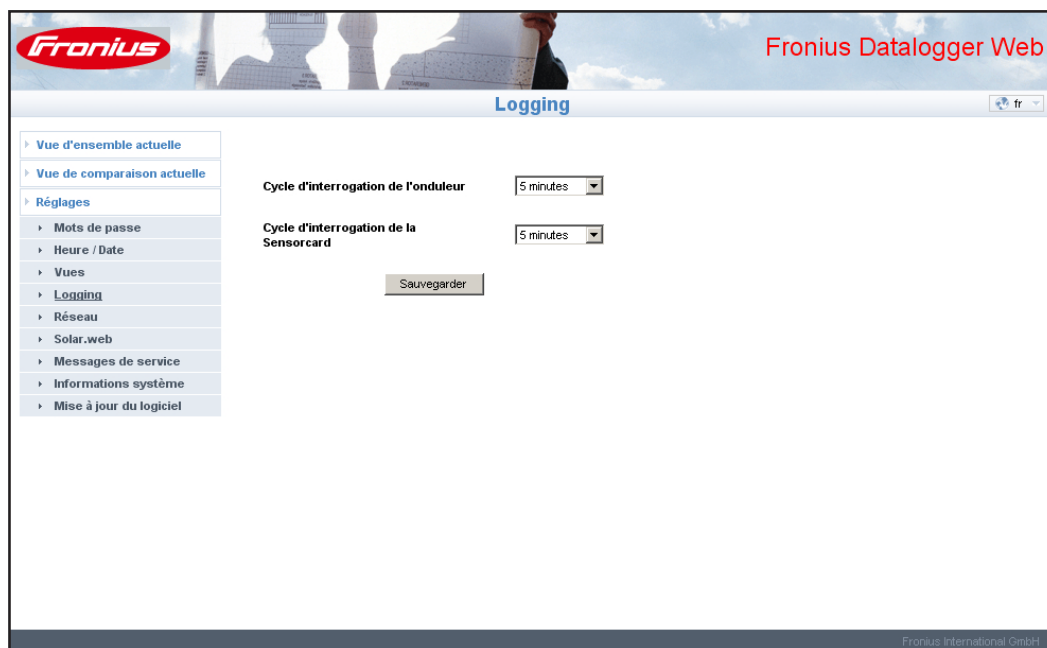 Fronius
Fronius Datalogger Web
Logging
fr
Vue d'ensemble actuelle
Vue de comparaison actuelle
Réglages
Mots de passe
Heure / Date
Vues
Logging
Réseau
Solar.web
Messages de service
Informations système
Mise à jour du logiciel
Cycle d'interrogation de l'onduleur
5 minutes
Cycle d'interrogation de la
Sensorcard
5 minutes
Sauvegarder
Fronius International GmbH